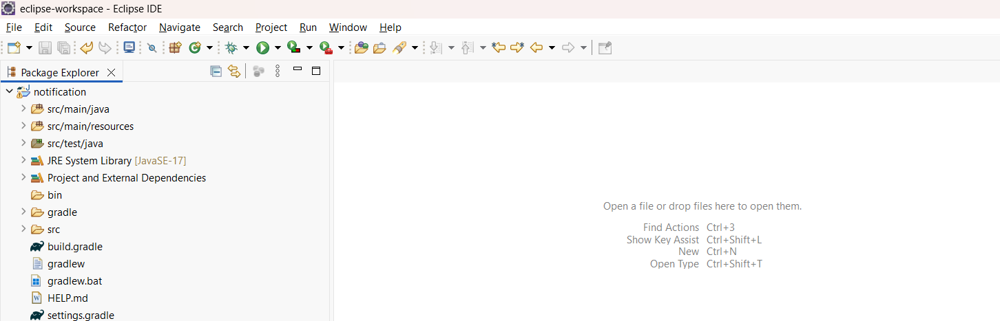 eclipse-workspace - Eclipse IDE
File Edit Source Refactor Navigate Search Project Run Window Help
Package Explorer
notification
src/main/java
src/main/resources
src/test/java
JRE System Library [JavaSE-17]
Project and External Dependencies
bin
gradle
src
build.gradle
gradlew
gradlew.bat
HELP.md
settings.gradle
Open a file or drop files here to open them.
Find Actions Ctrl+3
Show Key Assist Ctrl+Shift+L
New Ctrl+N
Open Type Ctrl+Shift+T